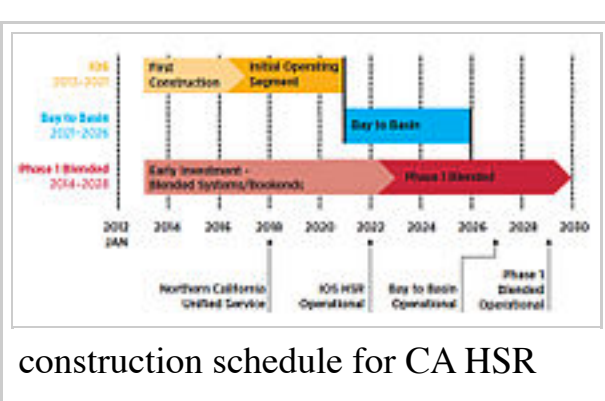 IOS
2013–2021
First
Construction
Initial Operating
Segment
Bay to Basin
2021–2026
Bay to Basin
Phase 1 Blended
2014–2028
Early Investment -
Blended Systems/Bookends
Phase 1 Blended
2012 2014 2016 2018 2020 2022 2024 2026 2028 2030
JAN
Northern California
Unified Service
IOS HSR
Operational
Bay to Basin
Operational
Phase 1
Blended
Operational
construction schedule for CA HSR